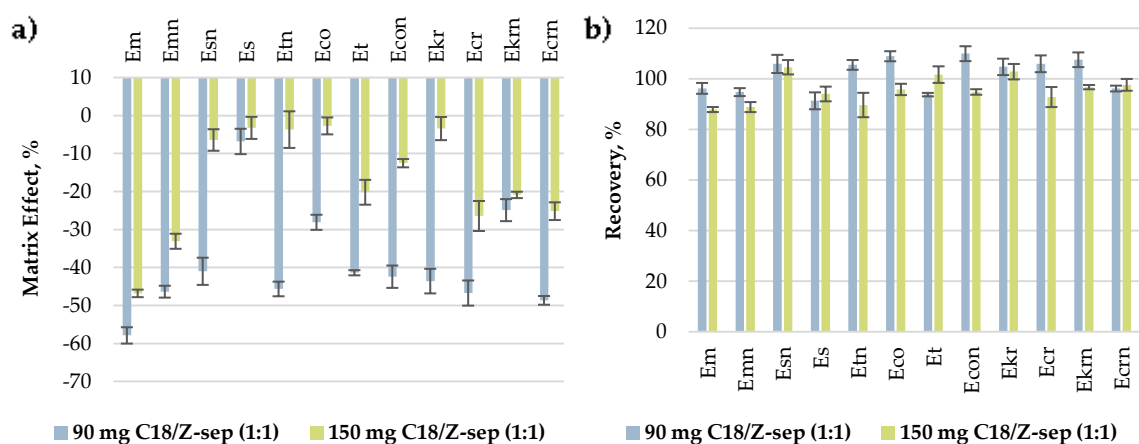 a)
Em Emn Esn Es Etn Eco Et Econ Ekr Ecr Ekrn Ecrn
10
0
-10
-20
-30
-40
-50
-60
-70
Matrix Effect, %
90 mg C18/Z-sep (1:1) 150 mg C18/Z-sep (1:1)
b)
120
100
80
60
40
20
0
Recovery, %
Em Emn Esn Es Etn Eco Et Econ Ekr Ecr Ekrn Ecrn
90 mg C18/Z-sep (1:1) 150 mg C18/Z-sep (1:1)